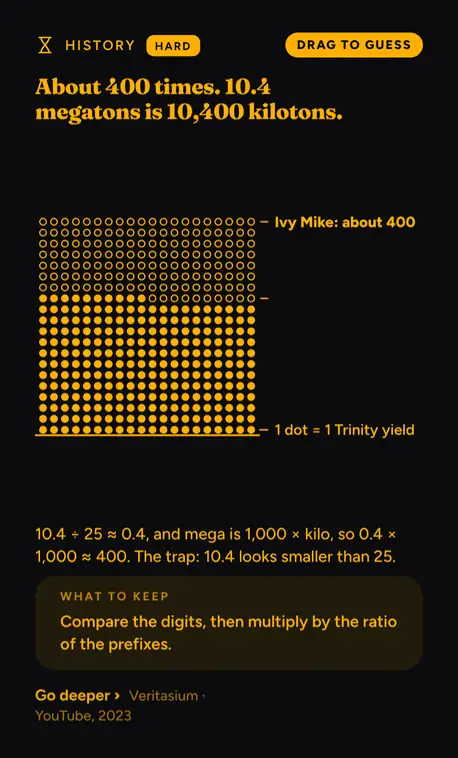 HISTORY HARD DRAG TO GUESS
About 400 times. 10.4
megatons is 10,400 kilotons.
Ivy Mike: about 400
1 dot = 1 Trinity yield
10.4 ÷ 25 ≈ 0.4, and mega is 1,000 × kilo, so 0.4 ×
1,000 ≈ 400. The trap: 10.4 looks smaller than 25.
WHAT TO KEEP
Compare the digits, then multiply by the ratio
of the prefixes.
Go deeper › Veritasium ·
YouTube, 2023